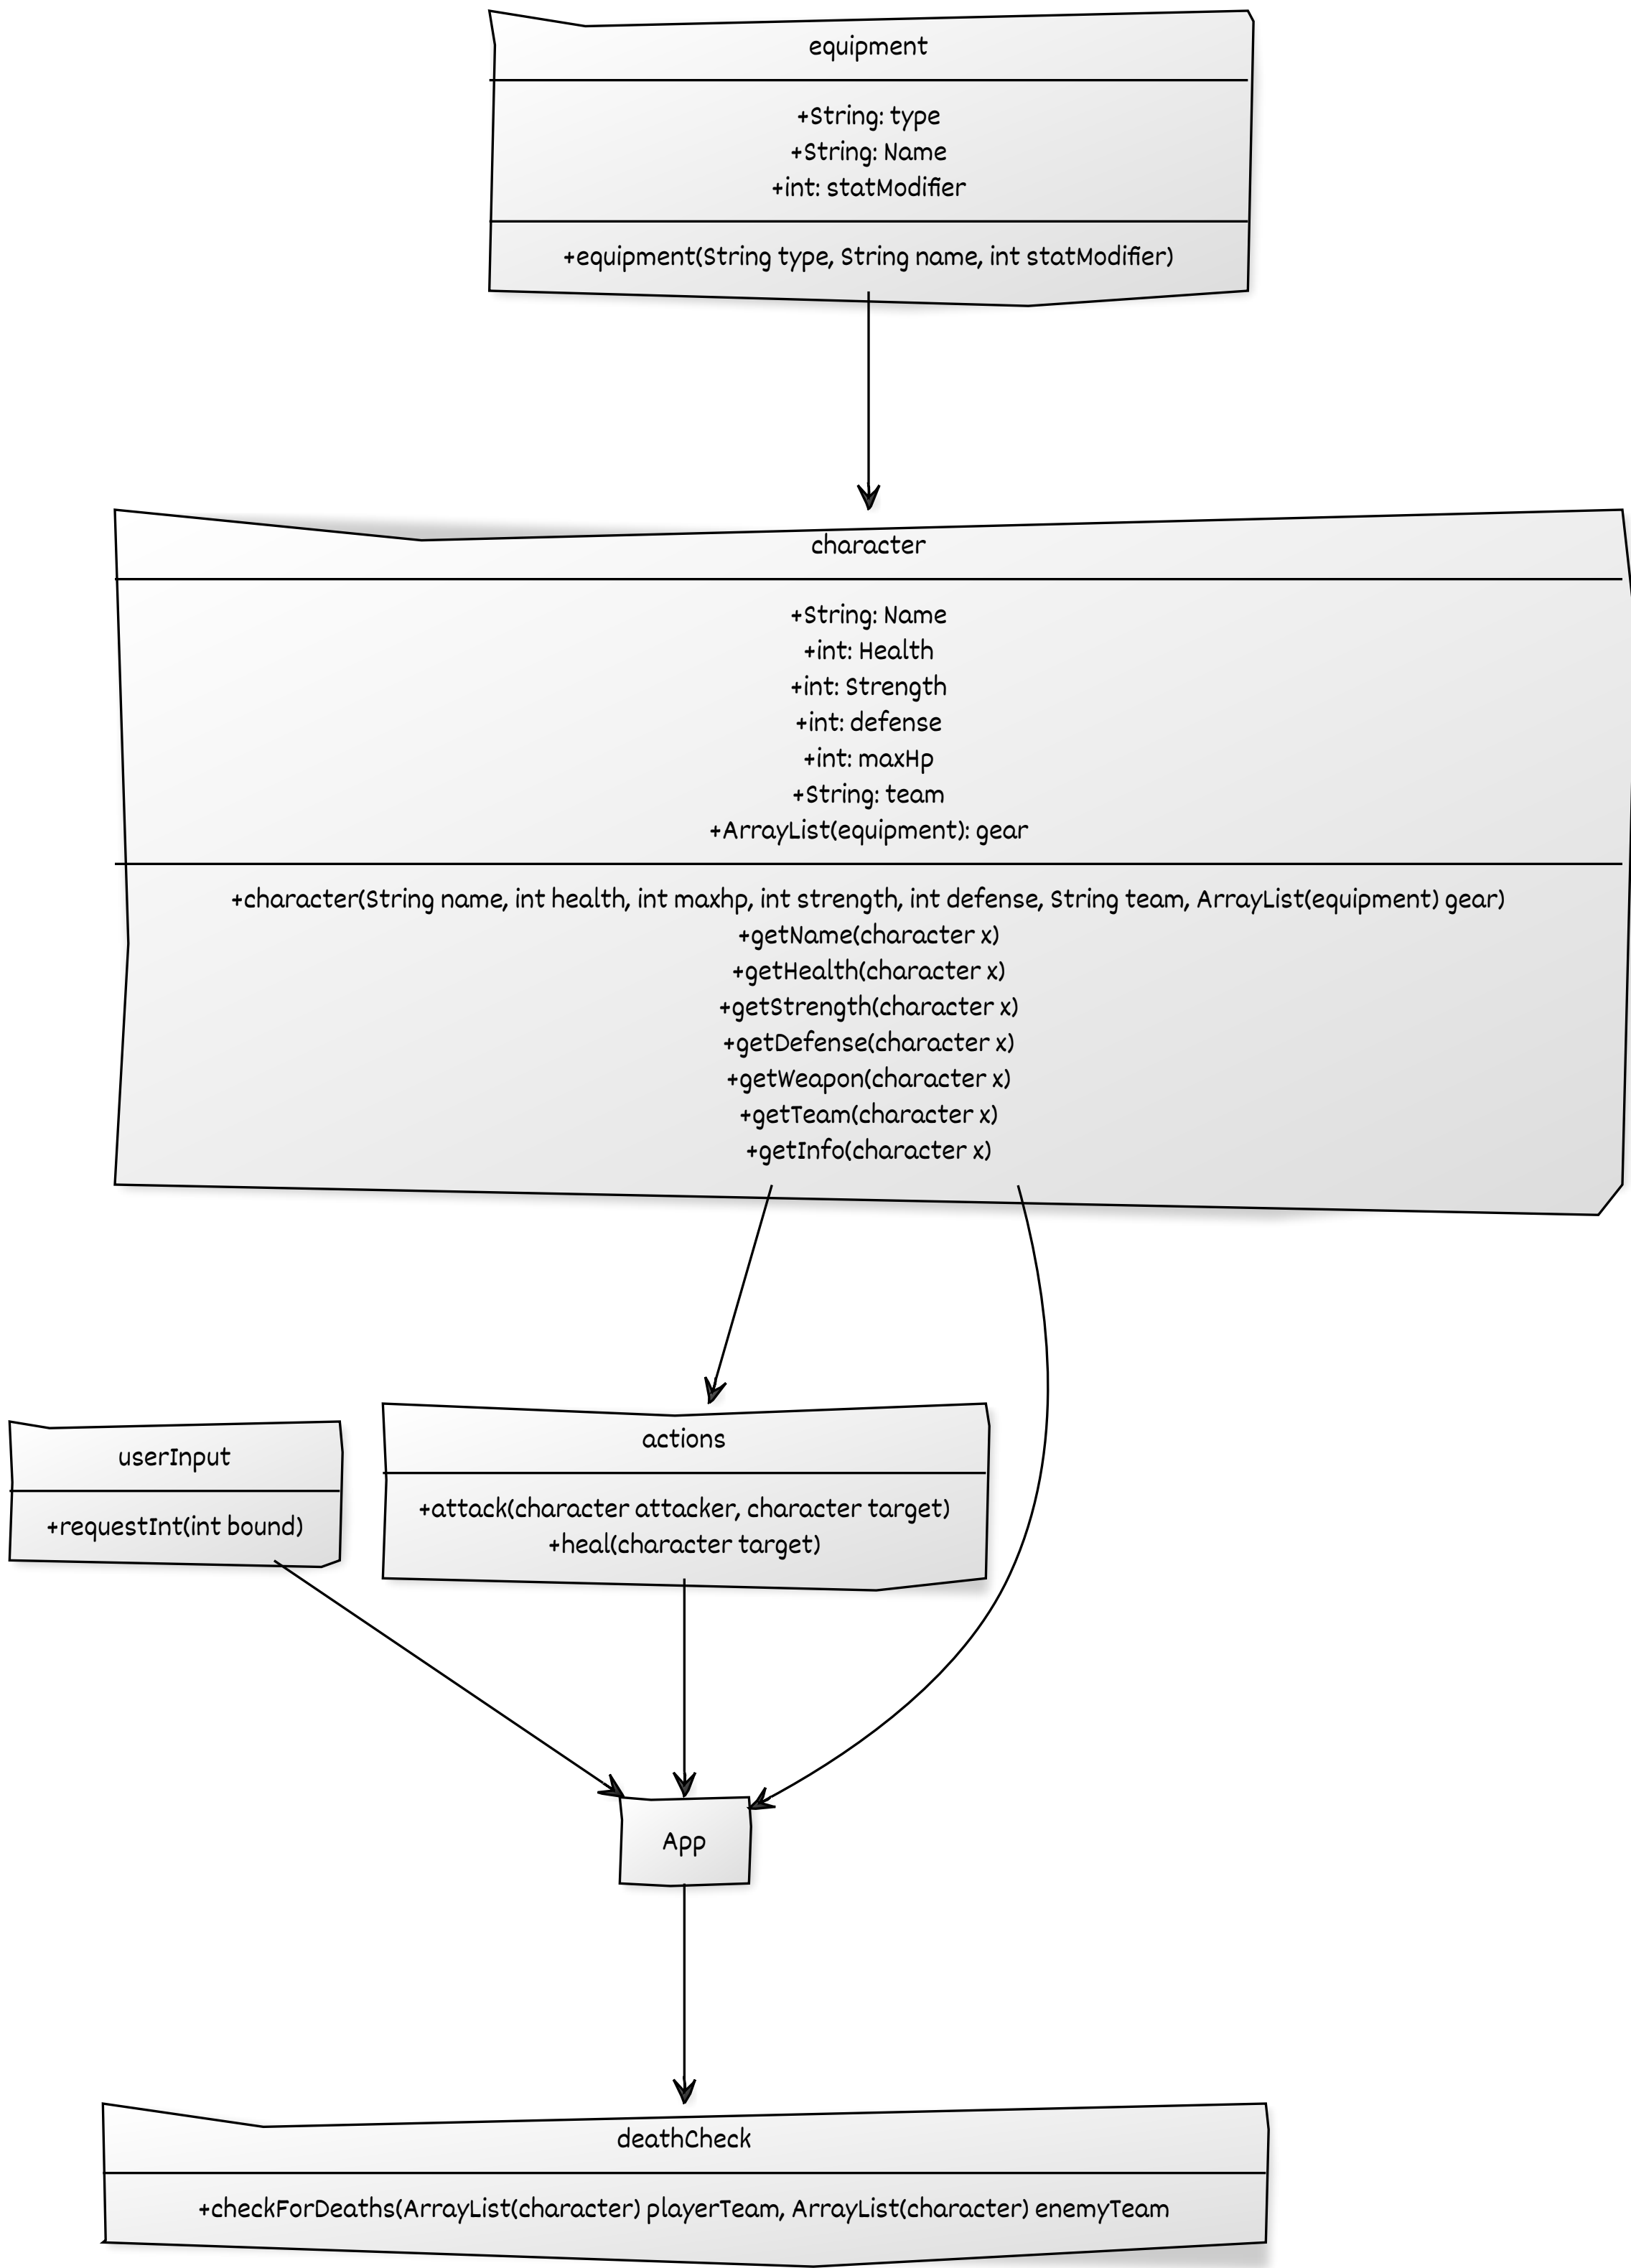 equipment
+String: type
+String: Name
+int: statModifier
+equipment(String type, String name, int statModifier)
character
+String: Name
+int: Health
+int: Strength
+int: defense
+int: maxHp
+String: team
+ArrayList(equipment): gear
+character(String name, int health, int maxhp, int strength, int defense, String team, ArrayList(equipment) gear)
+getName(character x)
+getHealth(character x)
+getStrength(character x)
+getDefense(character x)
+getWeapon(character x)
+getTeam(character x)
+getInfo(character x)
userInput
+requestInt(int bound)
actions
+attack(character attacker, character target)
+heal(character target)
App
deathCheck
+checkForDeaths(ArrayList(character) playerTeam, ArrayList(character) enemyTeam